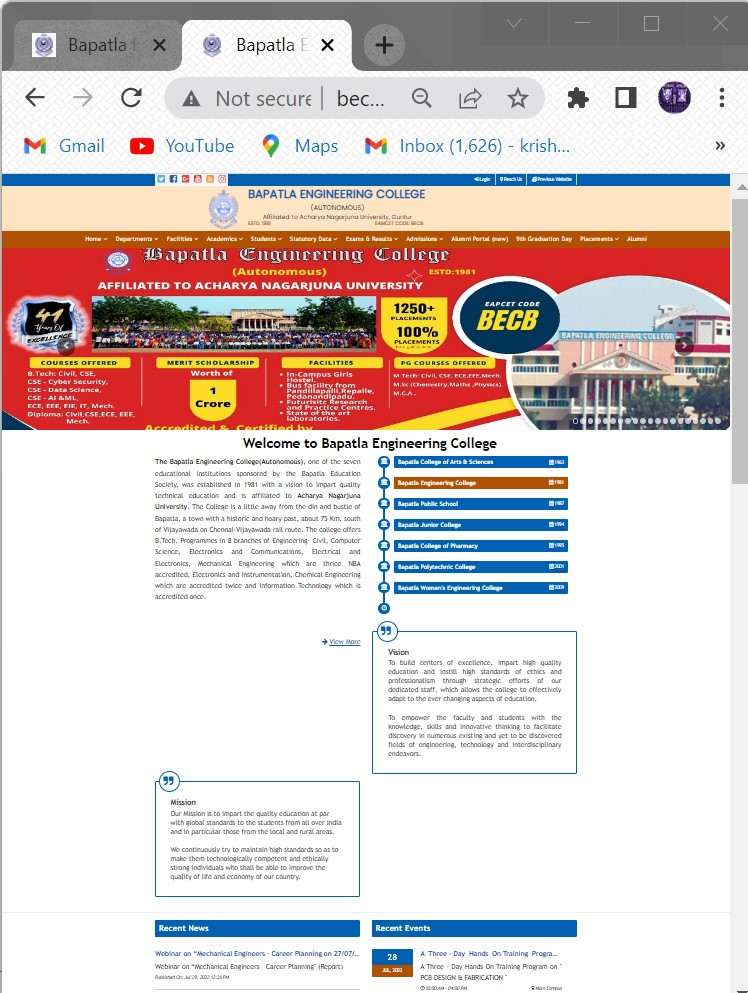 Bapatla
Bapatla E
Not secure
bec...
Gmail
YouTube
Maps
Inbox (1,626) - krish...
»
Login
Reach Us
Previous Website
BAPATLA ENGINEERING COLLEGE
(AUTONOMOUS)
Affiliated To Acharya Nagarjuna University, Guntur
ESTD. 1981 EAMCET CODE: BECB
Home Departments Facilities Academics Students Statutory Data Exams & Results Admissions Alumni Portal (new) 9th Graduation Day Placements Alumni
Bapatla Engineering College
(Autonomous) ESTD:1981
AFFILIATED TO ACHARYA NAGARJUNA UNIVERSITY
41
Years Of
EXCELLENCE
1250+
PLACEMENTS
100%
PLACEMENTS
EAPCET CODE
BECB
BAPATLA ENGINEERING COLLEGE
COURSES OFFERED
B.Tech: Civil, CSE,
CSE - Cyber Security,
CSE - Data Science,
CSE - AI &ML,
ECE, EEE, EIE, IT, Mech.
Diploma: Civil,CSE,ECE, EEE,
Mech.
MERIT SCHOLARSHIP
Worth of
1
Crore
FACILITIES
• In-Campus Girls
Hostel.
• Bus facility from
Pandillapalli,Repalle,
Pedanandipadu.
• Futurisitc Research
and Practice Centres.
• State of the art
laboratories.
PG COURSES OFFERED
M.Tech: Civil, CSE, ECE,EEE,Mech.
M.Sc (Chemistry,Maths ,Physics).
M.C.A .
Accredited & Certified by
Welcome to Bapatla Engineering College
The Bapatla Engineering College(Autonomous), one of the seven
educational institutions sponsored by the Bapatla Education
Society, was established in 1981 with a vision to impart quality
technical education and is affiliated to Acharya Nagarjuna
University. The College is a little away from the din and bustle of
Bapatla, a town with a historic and hoary past, about 75 Km. south
of Vijayawada on Chennai-Vijayawada rail route. The college offers
B.Tech. Programmes in 8 branches of Engineering- Civil, Computer
Science, Electronics and Communications, Electrical and
Electronics, Mechanical Engineering which are thrice NBA
accredited, Electronics and Instrumentation, Chemical Engineering
which are accredited twice and Information Technology which is
accredited once.
View More
Bapatla College of Arts & Sciences 1963
Bapatla Engineering College 1981
Bapatla Public School 1987
Bapatla Junior College 1994
Bapatla College of Pharmacy 1995
Bapatla Polytechnic College 2001
Bapatla Women's Engineering College 2009
Vision
To build centers of excellence, impart high quality
education and instill high standards of ethics and
professionalism through strategic efforts of our
dedicated staff, which allows the college to effectively
adapt to the ever changing aspects of education.
To empower the faculty and students with the
knowledge, skills and innovative thinking to facilitate
discovery in numerous existing and yet to be discovered
fields of engineering, technology and interdisciplinary
endeavors.
Mission
Our Mission is to impart the quality education at par
with global standards to the students from all over India
and in particular those from the local and rural areas.
We continuously try to maintain high standards so as to
make them technologically competent and ethically
strong individuals who shall be able to improve the
quality of life and economy of our country.
Recent News
Webinar on "Mechanical Engineers - Career Planning on 27/07/...
Webinar on "Mechanical Engineers - Career Planning" (Report)
Published On: Jul 29, 2022 12:26 PM
Recent Events
28
JUL, 2022
A Three - Day Hands On Training Progra...
A Three - Day Hands On Training Program on "
PCB DESIGN & FABRICATION "
10:00 AM - 04:00 PM Main Campus